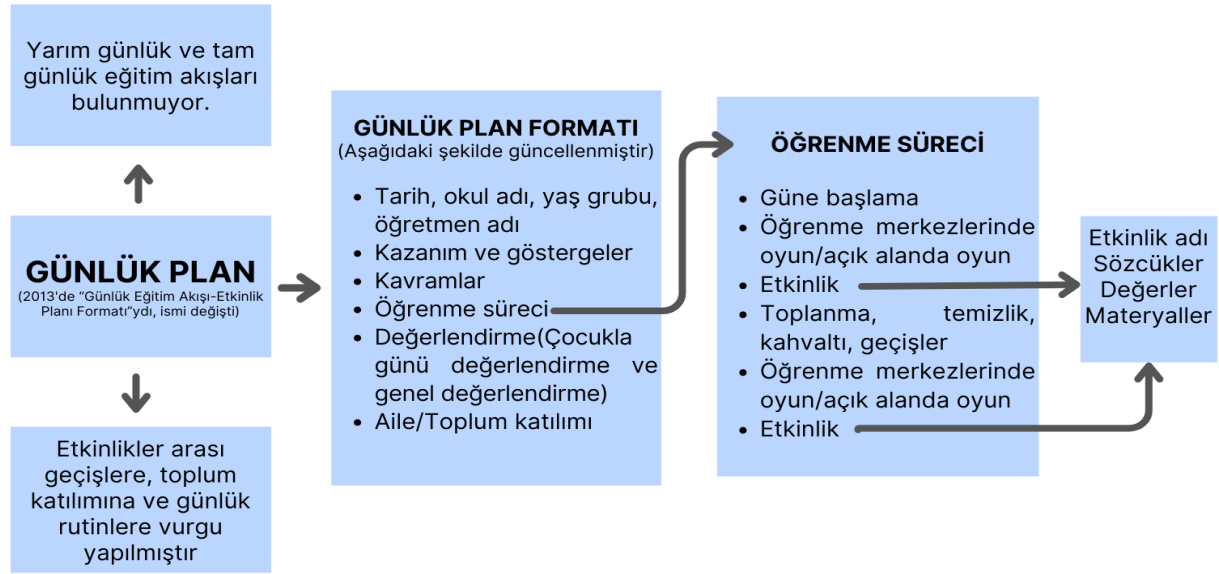 Yarım günlük ve tam
günlük eğitim akışları
bulunmuyor.
GÜNLÜK PLAN
(2013'de “Günlük Eğitim Akışı-Etkinlik
Planı Formatı”ydı, ismi değişti)
Etkinlikler arası
geçişlere, toplum
katılımına ve günlük
rutinlere vurgu
yapılmıştır
GÜNLÜK PLAN FORMATI
(Aşağıdaki şekilde güncellenmiştir)
• Tarih, okul adı, yaş grubu,
öğretmen adı
• Kazanım ve göstergeler
• Kavramlar
• Öğrenme süreci
• Değerlendirme(Çocukla
günü değerlendirme ve
genel değerlendirme)
• Aile/Toplum katılımı
ÖĞRENME SÜRECİ
• Güne başlama
• Öğrenme merkezlerinde
oyun/açık alanda oyun
• Etkinlik
• Toplanma, temizlik,
kahvaltı, geçişler
• Öğrenme merkezlerinde
oyun/açık alanda oyun
• Etkinlik
Etkinlik adı
Sözcükler
Değerler
Materyaller